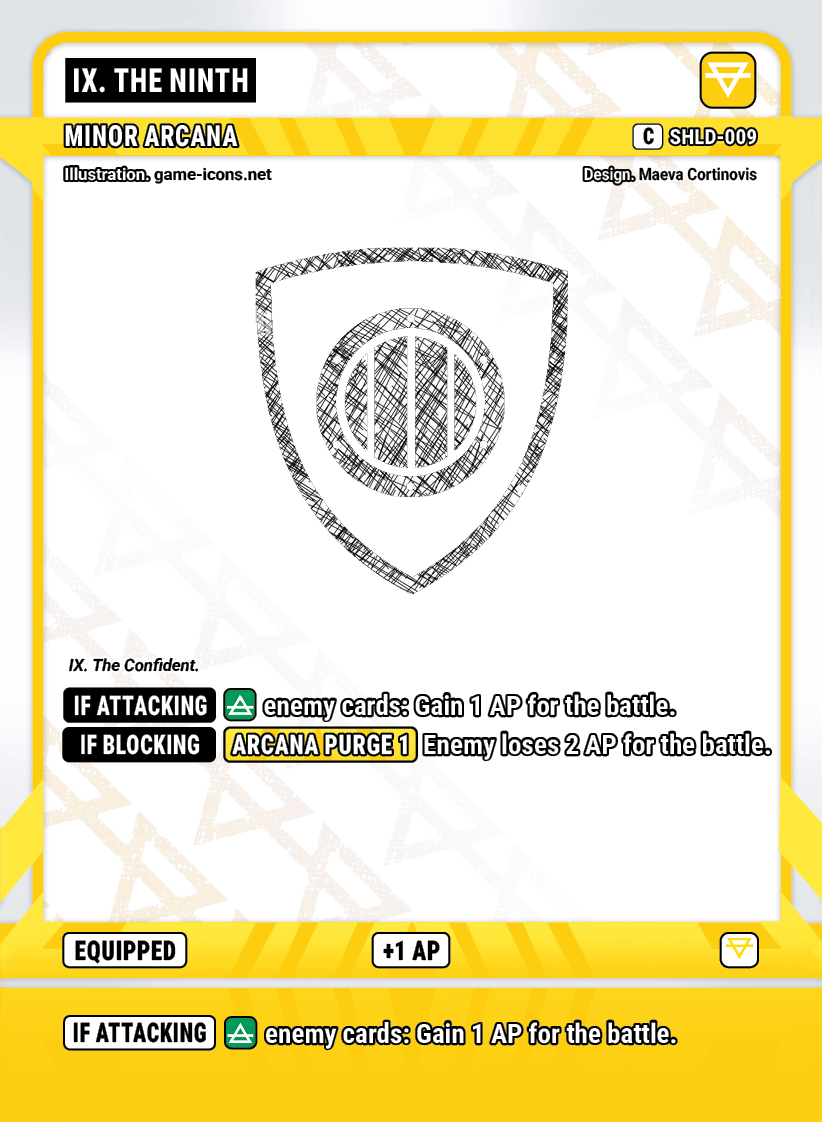 IX. THE NINTH
MINOR ARCANA
C SHLD-009
Illustration. game-icons.net
Design. Maeva Cortinovis
IX. The Confident.
IF ATTACKING enemy cards: Gain 1 AP for the battle.
IF BLOCKING ARCANA PURGE 1 Enemy loses 2 AP for the battle.
EQUIPPED
+1 AP
IF ATTACKING enemy cards: Gain 1 AP for the battle.